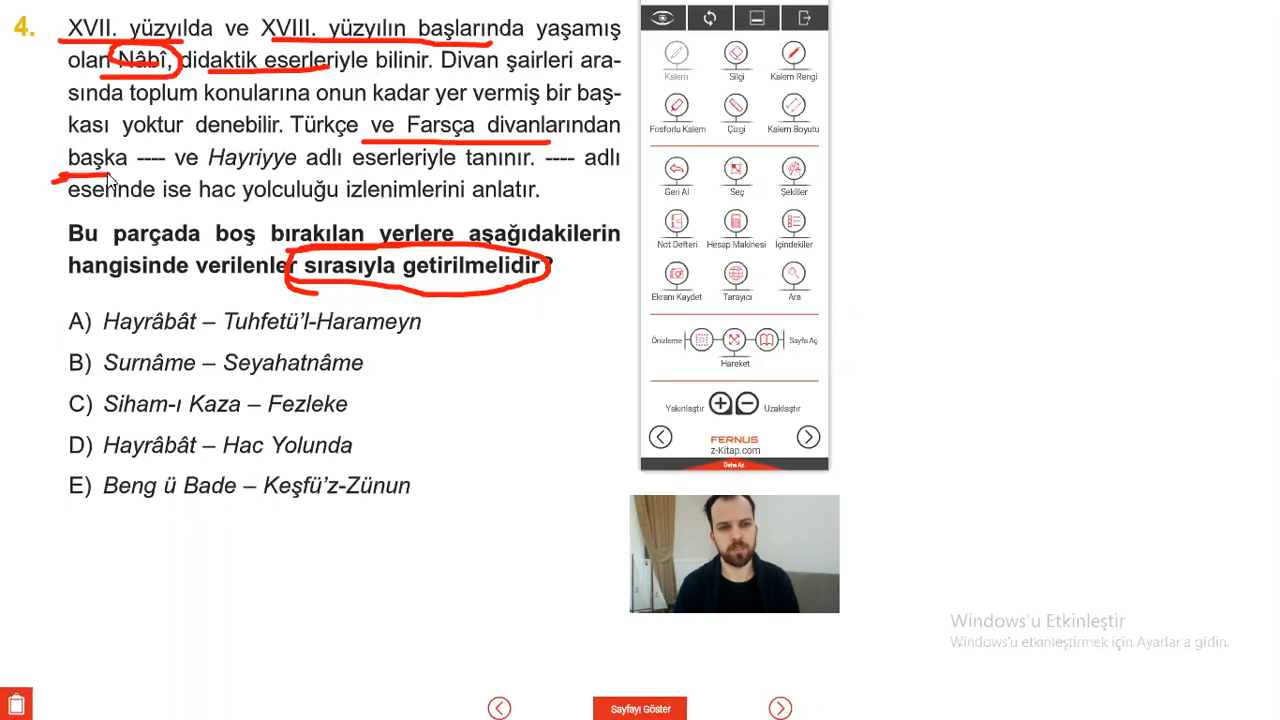 4. XVII. yüzyılda ve XVIII. yüzyılın başlarında yaşamış
olan Nâbî, didaktik eserleriyle bilinir. Divan şairleri ara-
sında toplum konularına onun kadar yer vermiş bir baş-
kası yoktur denebilir. Türkçe ve Farsça divanlarından
başka ---- ve Hayriyye adlı eserleriyle tanınır. ---- adlı
eserinde ise hac yolculuğu izlenimlerini anlatır.
Bu parçada boş bırakılan yerlere aşağıdakilerin
hangisinde verilenler sırasıyla getirilmelidir?
A) Hayrâbât – Tuhfetü'l-Harameyn
B) Surnâme – Seyahatnâme
C) Siham-ı Kaza – Fezleke
D) Hayrâbât – Hac Yolunda
E) Beng ü Bade – Keşfü'z-Zünun
Kalem Silgi Kalem Rengi
Fosforlu Kalem Çizgi Kalem Boyutu
Geri Al Seç Şekiller
Not Defteri Hesap Makinesi İçindekiler
Ekranı Kaydet Tarayıcı Ara
Önizleme Sayfa Aç
Hareket
Yakınlaştır Uzaklaştır
FERNUS
z-Kitap.com
Daha Az
Windows'u Etkinleştir
Windows'u etkinleştirmek için Ayarlar'a gidin.
Sayfayı Göster